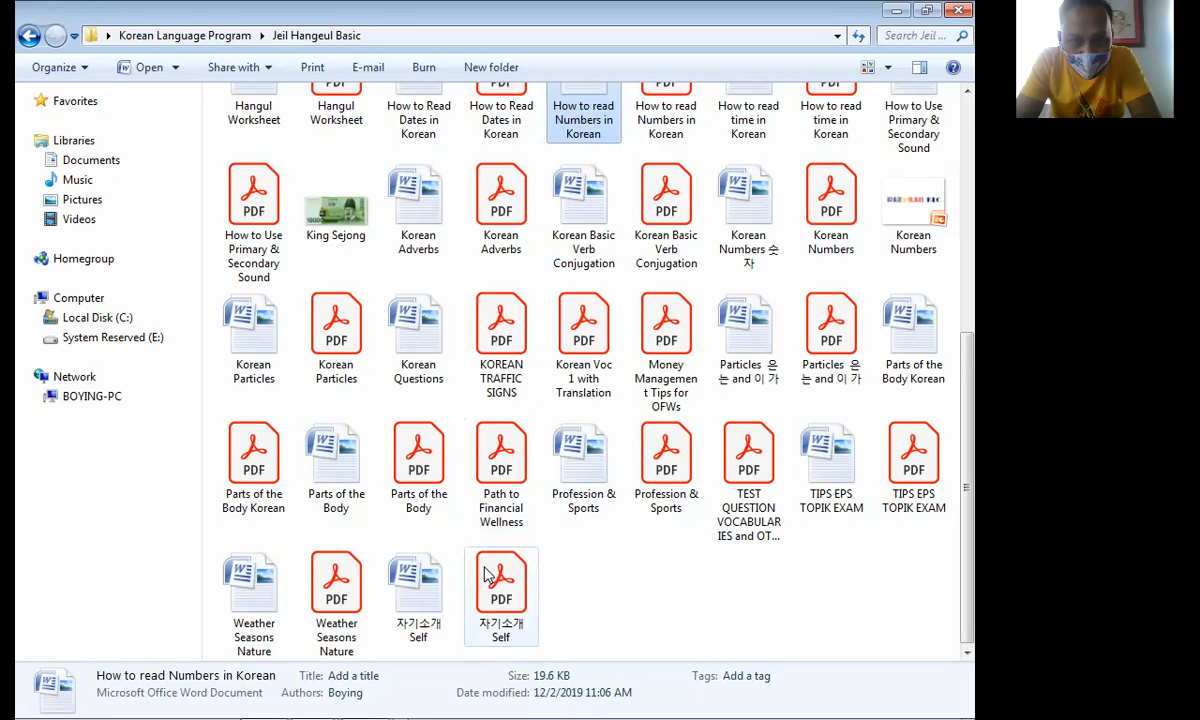 Korean Language Program
Jeil Hangeul Basic
Search Jeil ...
Organize
Open
Share with
Print
E-mail
Burn
New folder
Favorites
Libraries
Documents
Music
Pictures
Videos
Homegroup
Computer
Local Disk (C:)
System Reserved (E:)
Network
BOYING-PC
Hangul
Worksheet
Hangul
Worksheet
How to Read
Dates in
Korean
How to Read
Dates in
Korean
How to read
Numbers in
Korean
How to read
Numbers in
Korean
How to read
time in
Korean
How to read
time in
Korean
How to Use
Primary &
Secondary
Sound
PDF
How to Use
Primary &
Secondary
Sound
King Sejong
Korean
Adverbs
PDF
Korean
Adverbs
Korean Basic
Verb
Conjugation
PDF
Korean Basic
Verb
Conjugation
Korean
Numbers 숫
자
PDF
Korean
Numbers
Korean
Numbers
Korean
Particles
PDF
Korean
Particles
Korean
Questions
PDF
KOREAN
TRAFFIC
SIGNS
PDF
Korean Voc
1 with
Translation
PDF
Money
Managemen
t Tips for
OFWs
Particles 은
는 and 이 가
PDF
Particles 은
는 and 이 가
Parts of the
Body Korean
PDF
Parts of the
Body Korean
Parts of the
Body
PDF
Parts of the
Body
PDF
Path to
Financial
Wellness
Profession &
Sports
PDF
Profession &
Sports
PDF
TEST
QUESTION
VOCABULAR
IES and OT...
TIPS EPS
TOPIK EXAM
PDF
TIPS EPS
TOPIK EXAM
Weather
Seasons
Nature
PDF
Weather
Seasons
Nature
자기소개
Self
PDF
자기소개
Self
How to read Numbers in Korean
Microsoft Office Word Document
Title: Add a title
Authors: Boying
Size: 19.6 KB
Date modified: 12/2/2019 11:06 AM
Tags: Add a tag